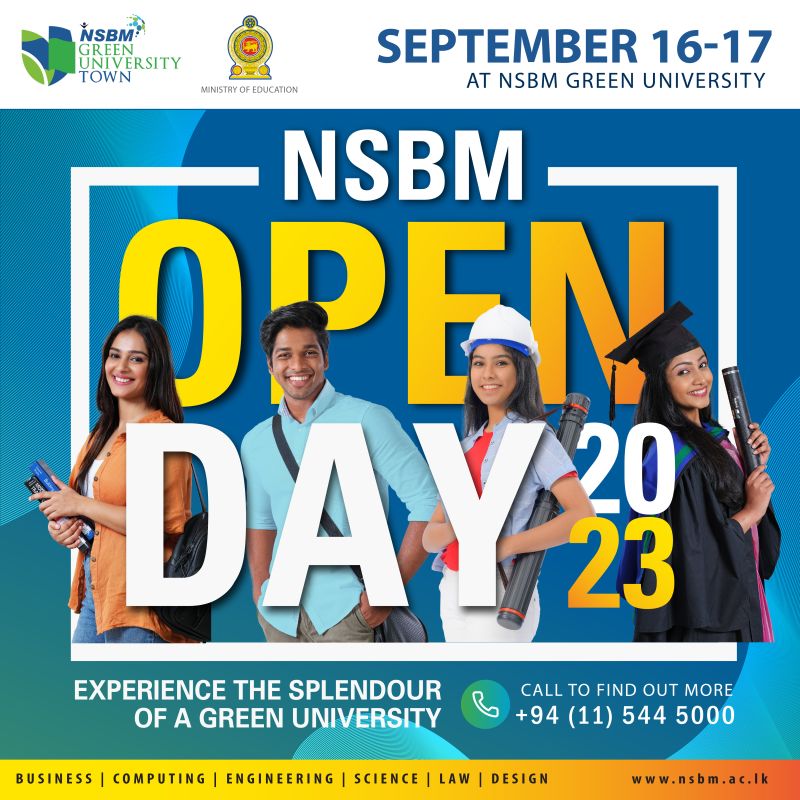 NSBM
GREEN
UNIVERSITY
TOWN
MINISTRY OF EDUCATION
SEPTEMBER 16-17
AT NSBM GREEN UNIVERSITY
NSBM
OPEN
DAY
20
23
EXPERIENCE THE SPLENDOUR
OF A GREEN UNIVERSITY
CALL TO FIND OUT MORE
+94 (11) 544 5000
BUSINESS | COMPUTING | ENGINEERING | SCIENCE | LAW | DESIGN
www.nsbm.ac.lk